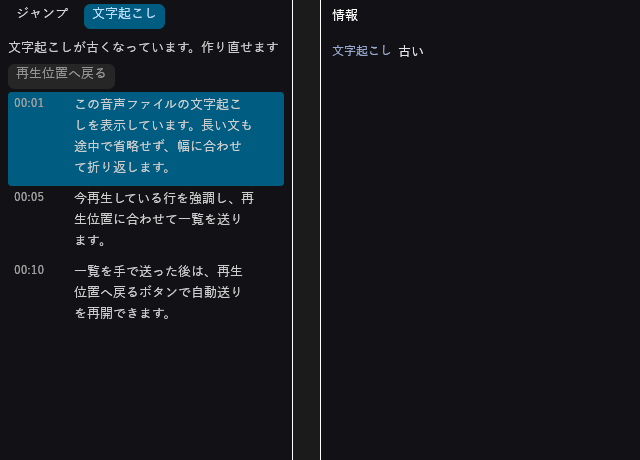 ジャンプ 文字起こし
文字起こしが古くなっています。作り直せます
再生位置へ戻る
00:01 この音声ファイルの文字起こ
しを表示しています。長い文も
途中で省略せず、幅に合わせ
て折り返します。
00:05 今再生している行を強調し、再
生位置に合わせて一覧を送り
ます。
00:10 一覧を手で送った後は、再生
位置へ戻るボタンで自動送り
を再開できます。
情報
文字起こし 古い